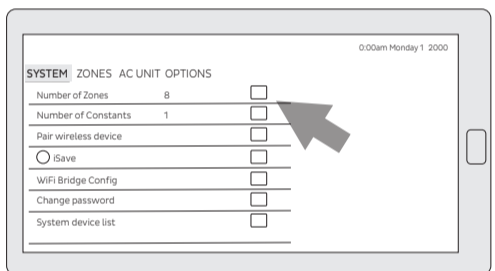 0:00am Monday 1 2000
SYSTEM ZONES AC UNIT OPTIONS
Number of Zones 8
Number of Constants 1
Pair wireless device
iSave
WiFi Bridge Config
Change password
System device list